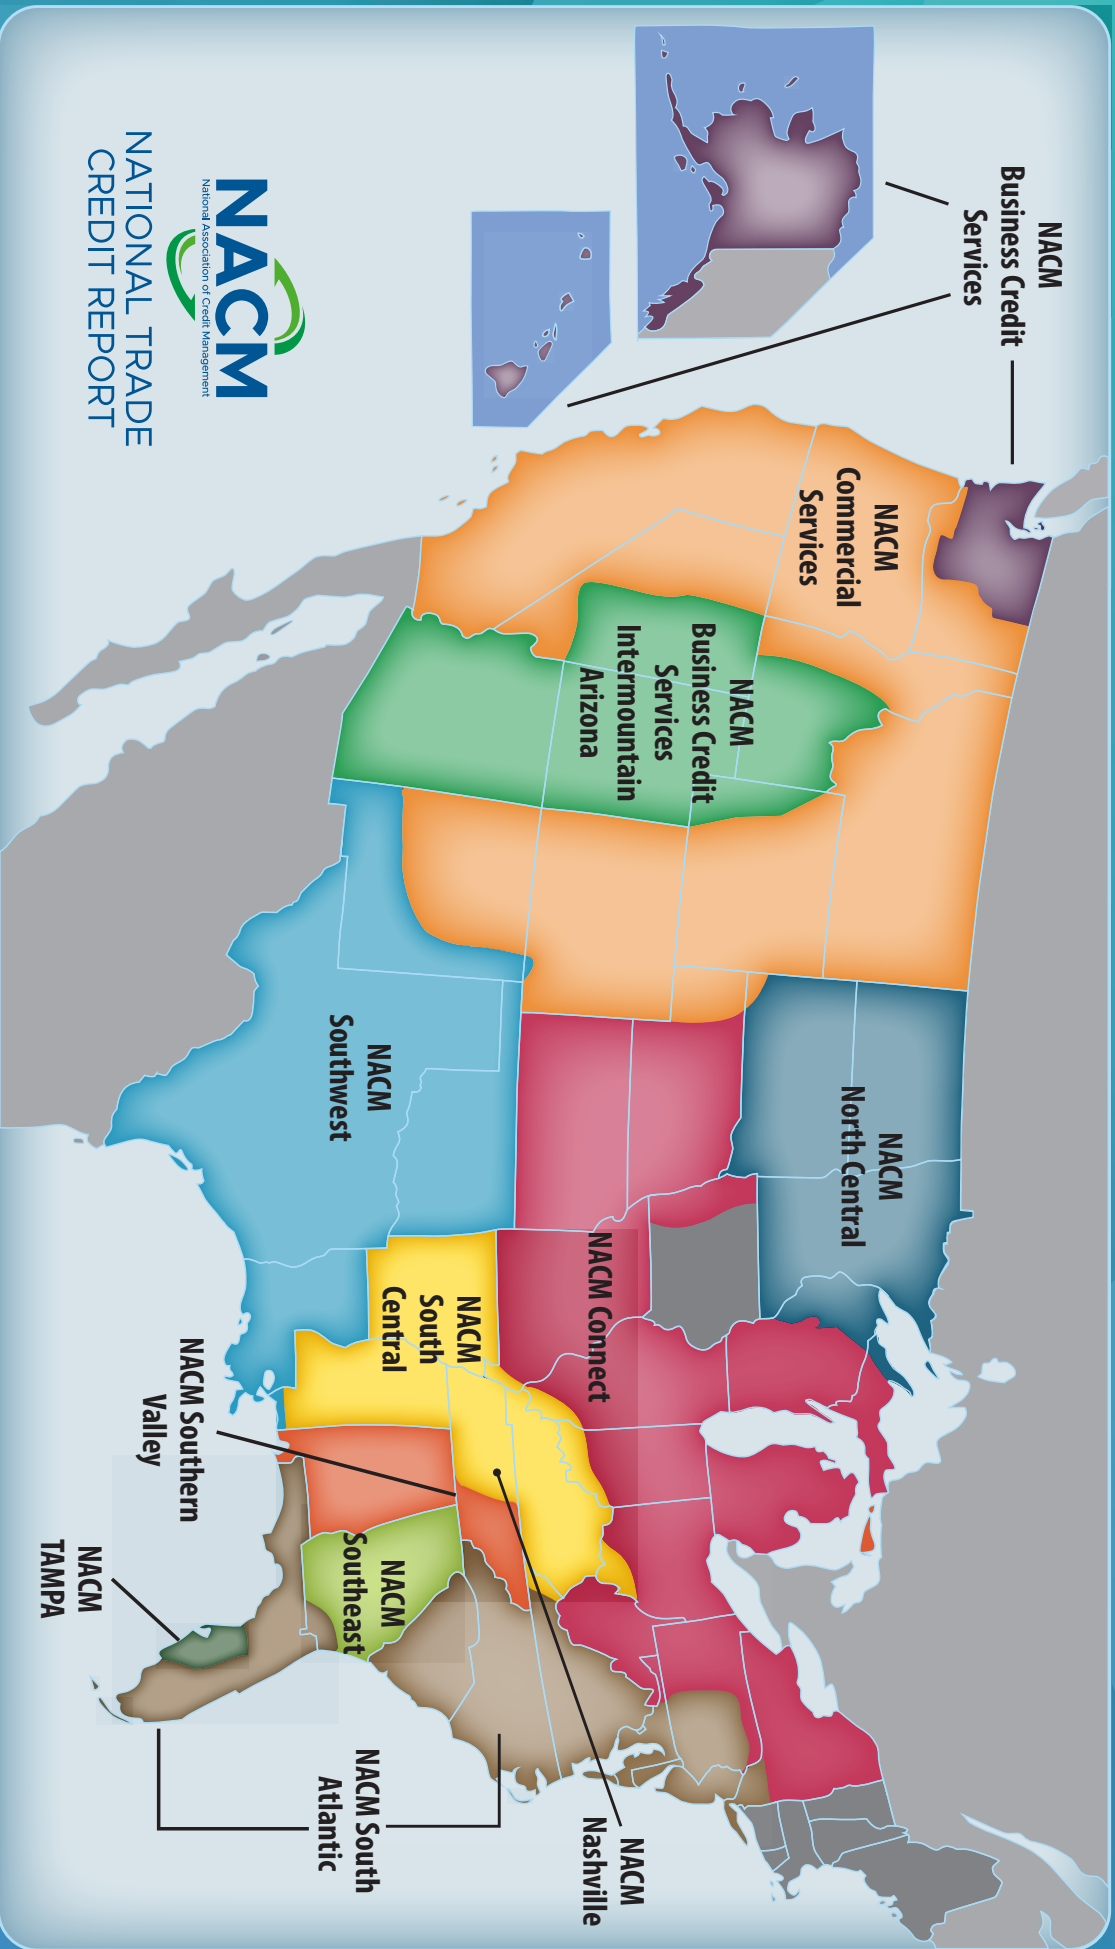 NACM
Business Credit
Services
NACM
Commercial
Services
NACM
Business Credit
Services
Intermountain
Arizona
NACM
North Central
NACM
Southwest
NACM Connect
NACM
South
Central
NACM Southern
Valley
NACM
Southeast
NACM
TAMPA
NACM South
Atlantic
NACM
Nashville
NACM
National Association of Credit Management
NATIONAL TRADE
CREDIT REPORT